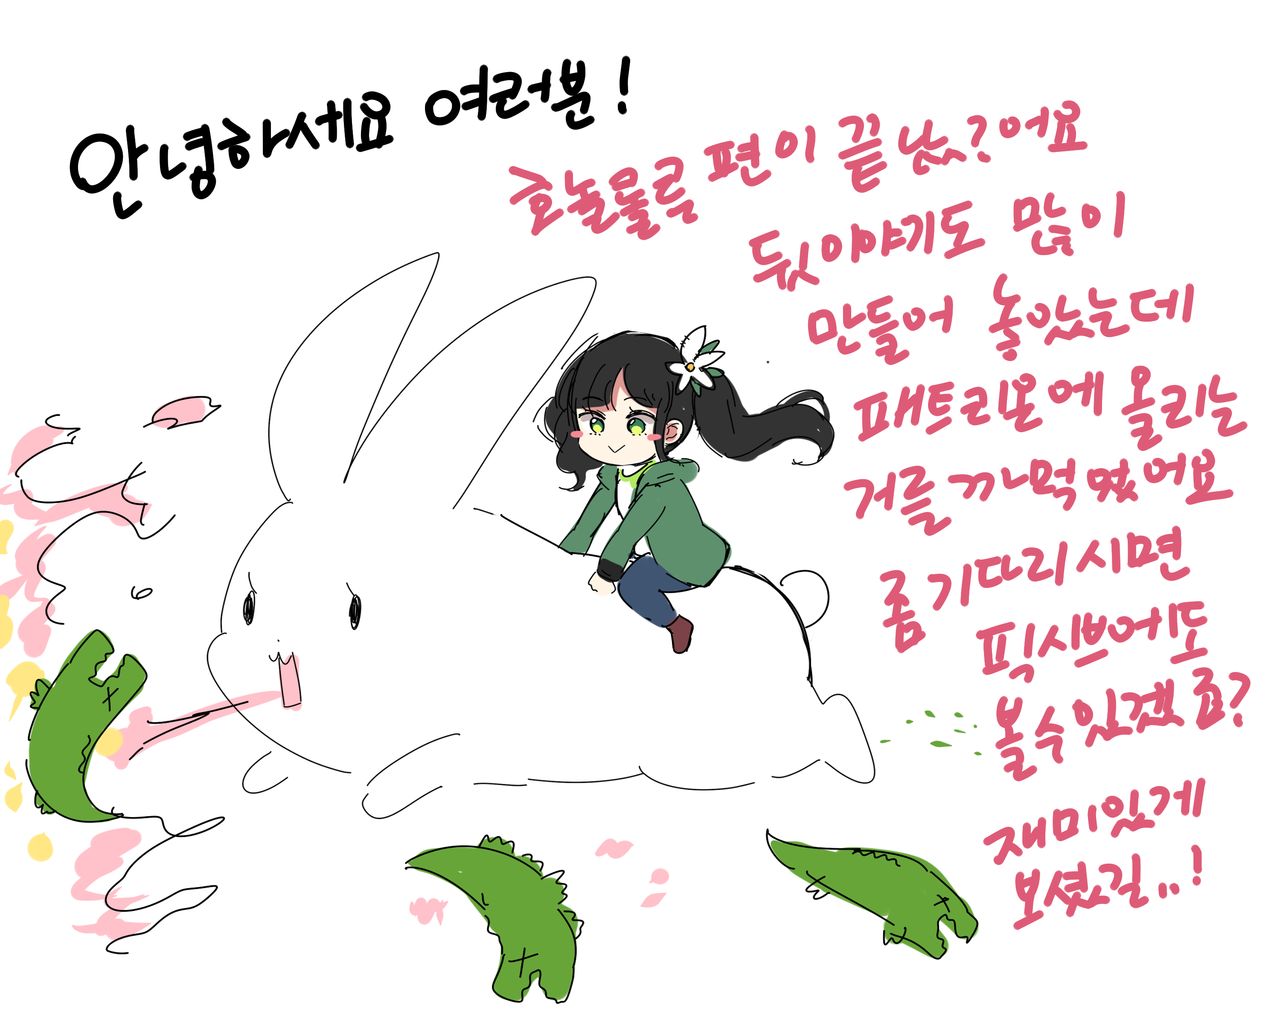 안녕하세요 여러분!
호놀룰루 편이 끝났?어요
뒷이야기도 많이
만들어 놓았는데
패트리온에 올리는
거를 까먹었어요
좀 기다리시면
픽시브에도
볼수있겠죠?
재미있게
보셨길..!